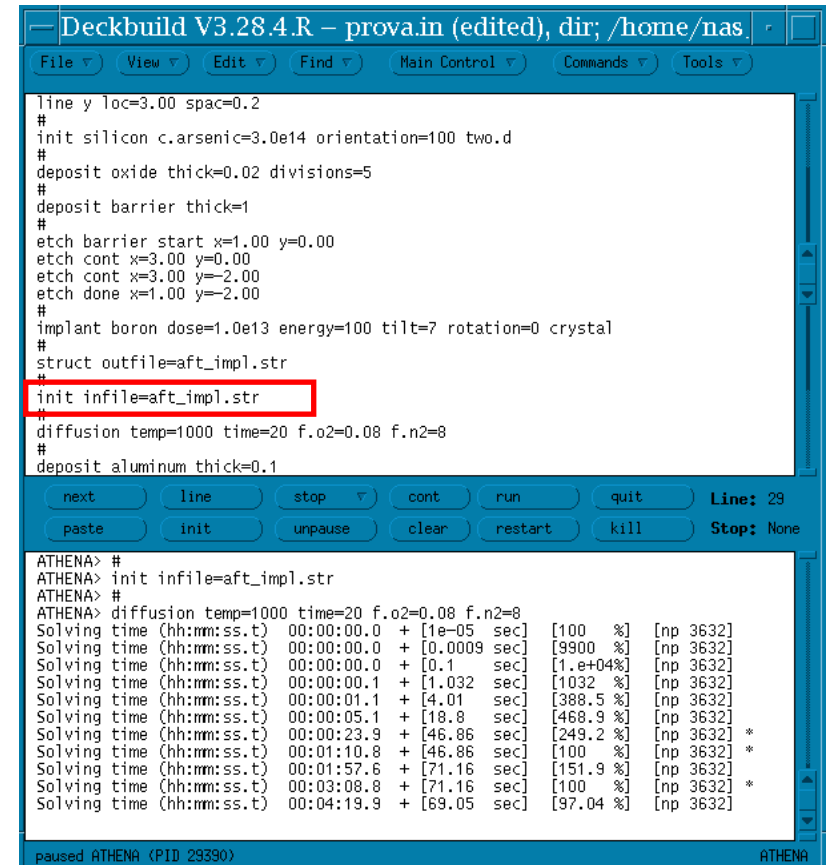 Deckbuild V3.28.4.R – prova.in (edited), dir; /home/nas.
File View Edit Find Main Control Commands Tools
line y loc=3.00 spac=0.2
#
init silicon c.arsenic=3.0e14 orientation=100 two.d
#
deposit oxide thick=0.02 divisions=5
#
deposit barrier thick=1
#
etch barrier start x=1.00 y=0.00
etch cont x=3.00 y=0.00
etch cont x=3.00 y=-2.00
etch done x=1.00 y=-2.00
#
implant boron dose=1.0e13 energy=100 tilt=7 rotation=0 crystal
#
struct outfile=aft_impl.str
#
init infile=aft_impl.str
#
diffusion temp=1000 time=20 f.o2=0.08 f.n2=8
#
deposit aluminum thick=0.1
next line stop cont run quit Line: 29
paste init unpause clear restart kill Stop: None
ATHENA> #
ATHENA> init infile=aft_impl.str
ATHENA> #
ATHENA> diffusion temp=1000 time=20 f.o2=0.08 f.n2=8
Solving time (hh:mm:ss.t) 00:00:00.0 + [1e-05 sec] [100 %] [np 3632]
Solving time (hh:mm:ss.t) 00:00:00.0 + [0.0009 sec] [9900 %] [np 3632]
Solving time (hh:mm:ss.t) 00:00:00.0 + [0.1 sec] [1.e+04%] [np 3632]
Solving time (hh:mm:ss.t) 00:00:00.1 + [1.032 sec] [1032 %] [np 3632]
Solving time (hh:mm:ss.t) 00:00:01.1 + [4.01 sec] [388.5 %] [np 3632]
Solving time (hh:mm:ss.t) 00:00:05.1 + [18.8 sec] [468.9 %] [np 3632]
Solving time (hh:mm:ss.t) 00:00:23.9 + [46.86 sec] [249.2 %] [np 3632] *
Solving time (hh:mm:ss.t) 00:01:10.8 + [46.86 sec] [100 %] [np 3632] *
Solving time (hh:mm:ss.t) 00:01:57.6 + [71.16 sec] [151.9 %] [np 3632]
Solving time (hh:mm:ss.t) 00:03:08.8 + [71.16 sec] [100 %] [np 3632] *
Solving time (hh:mm:ss.t) 00:04:19.9 + [69.05 sec] [97.04 %] [np 3632]
paused ATHENA (PID 29390) ATHENA